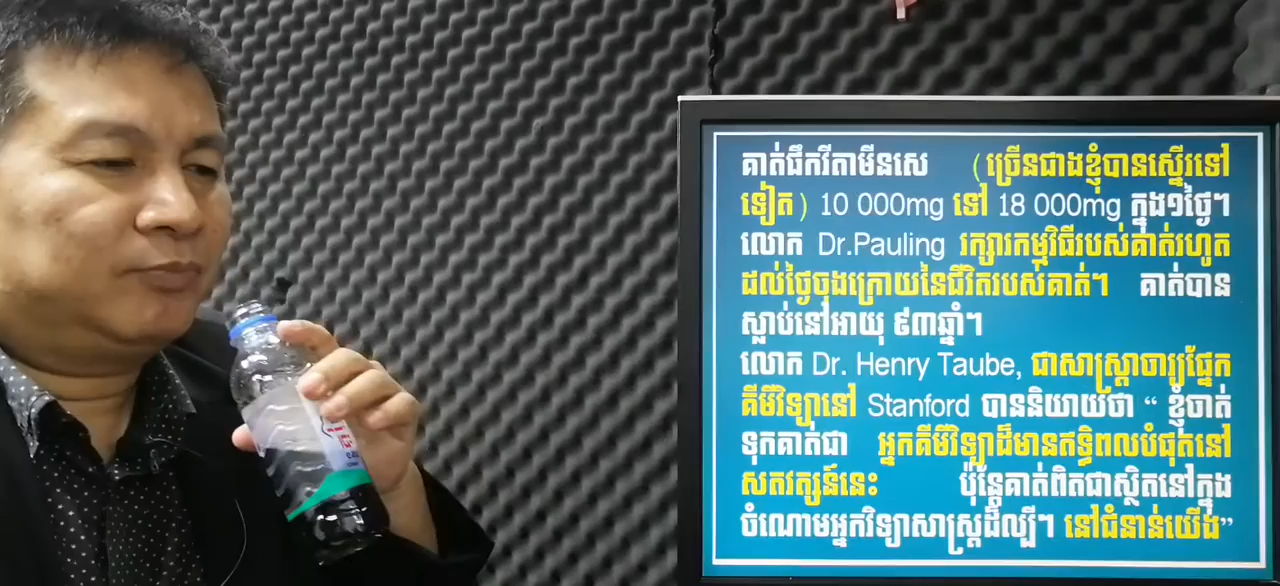 គាត់ផឹកវីតាមីនសេ (ច្រើនជាងខ្ញុំបានស្នើរទៅ
ទៀត) 10 000mg ទៅ 18 000mg ក្នុង១ថ្ងៃ។
លោក Dr.Pauling រក្សារកម្មវិធីរបស់គាត់រហូត
ដល់ថ្ងៃចុងក្រោយនៃជីវិតរបស់គាត់។ គាត់បាន
ស្លាប់នៅអាយុ ៩៣ឆ្នាំ។
លោក Dr. Henry Taube, ជាសាស្ត្រាចារ្យផ្នែក
គីមីវិទ្យានៅ Stanford បាននិយាយថា “ ខ្ញុំចាត់
ទុកគាត់ជា អ្នកគីមីវិទ្យាដ៏មានឥទ្ធិពលបំផុតនៅ
សតវត្សន៍នេះ ប៉ុន្តែគាត់ពិតជាស្ថិតនៅក្នុង
ចំណោមអ្នកវិទ្យាសាស្ត្រដ៏ល្បី។ នៅជំនាន់យើង”